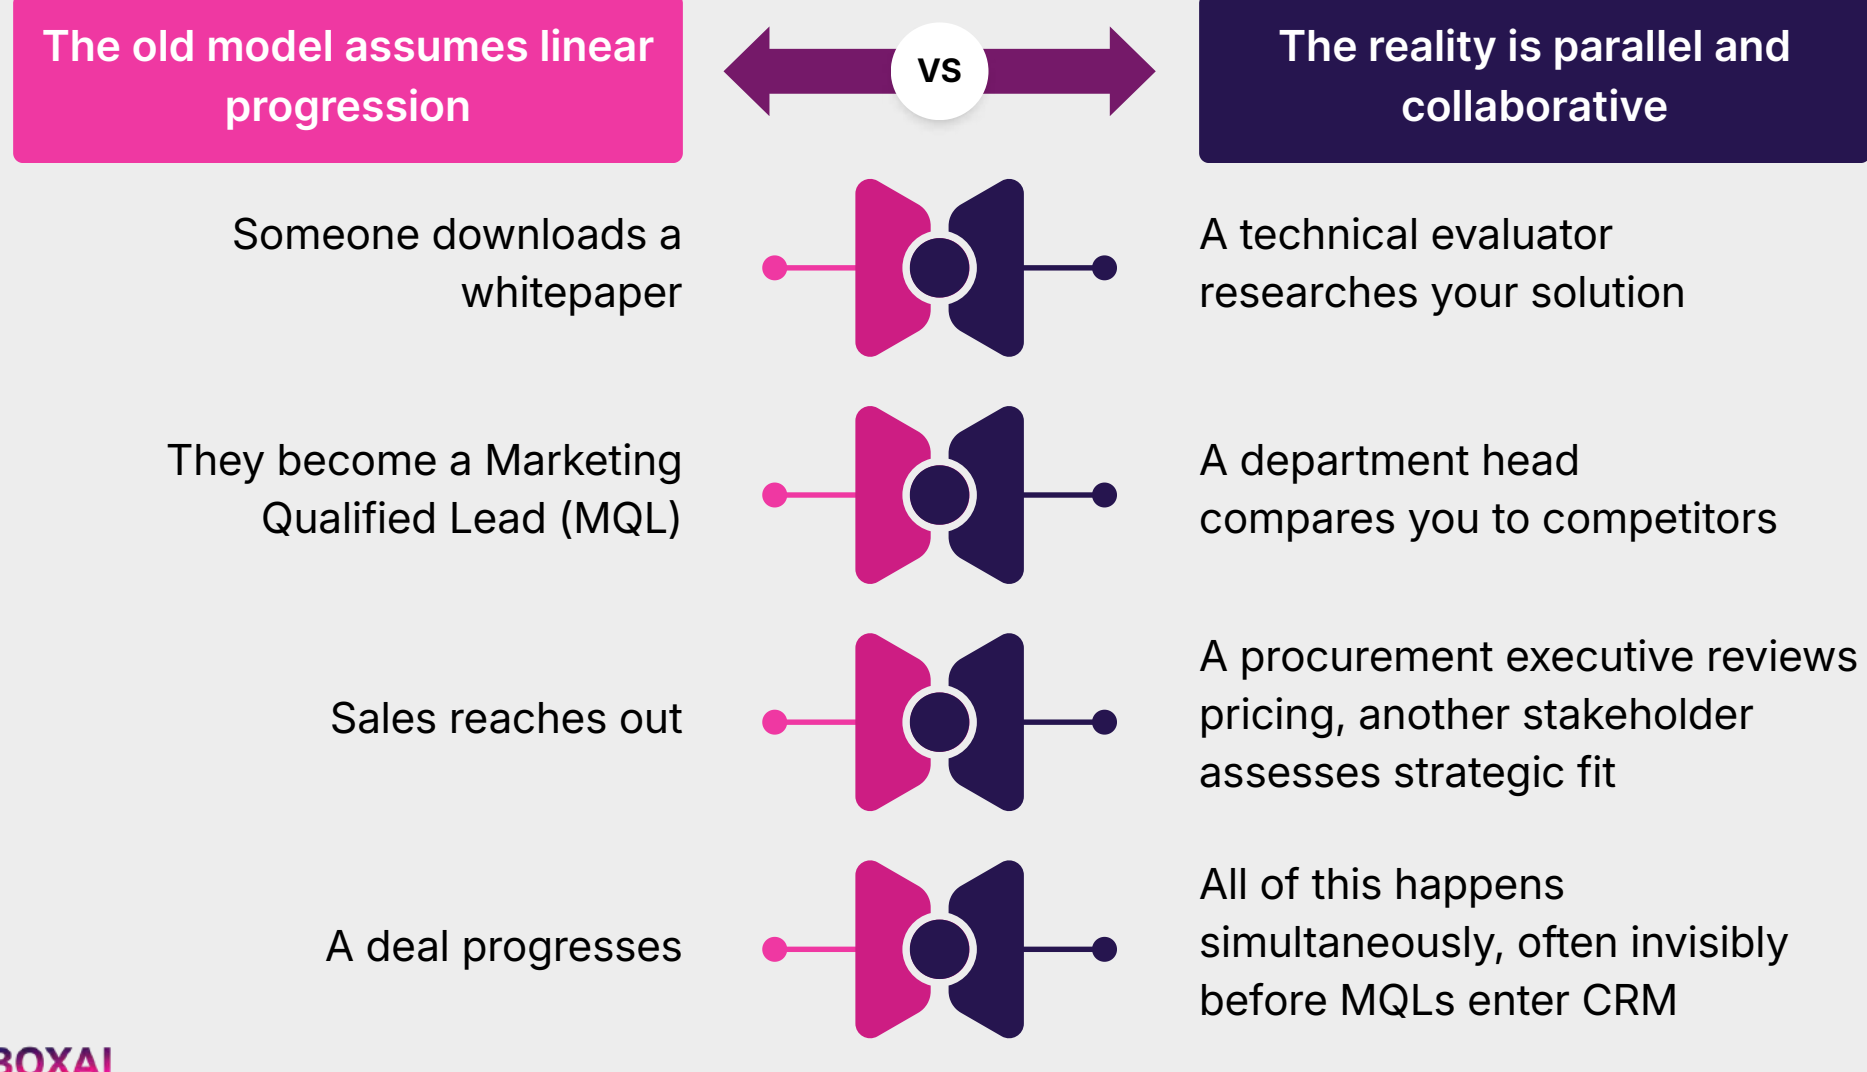 The old model assumes linear
progression
VS
The reality is parallel and
collaborative
Someone downloads a
whitepaper
A technical evaluator
researches your solution
They become a Marketing
Qualified Lead (MQL)
A department head
compares you to competitors
Sales reaches out
A procurement executive reviews
pricing, another stakeholder
assesses strategic fit
A deal progresses
All of this happens
simultaneously, often invisibly
before MQLs enter CRM
BOXAI